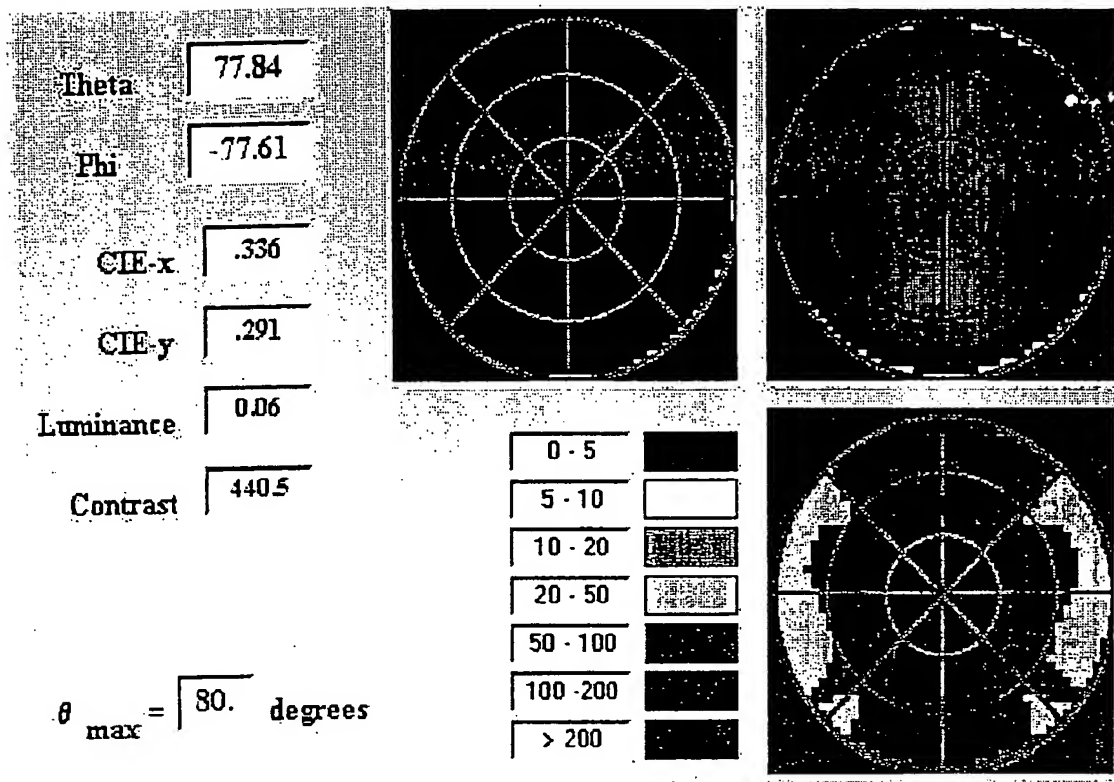 Theta 77.84
Phi -77.61
CIE-x .336
CIE-y .291
Luminance 0.06
Contrast 440.5
θ max = 80. degrees
0 - 5
5 - 10
10 - 20
20 - 50
50 - 100
100 -200
> 200